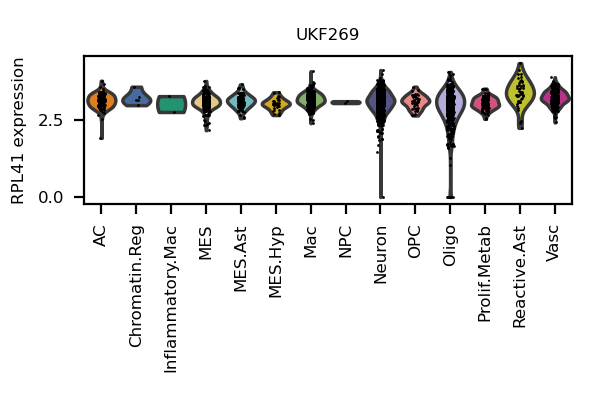 UKF269
RPL41 expression
2.5
0.0
AC
Chromatin.Reg
Inflammatory.Mac
MES
MES.Ast
MES.Hyp
Mac
NPC
Neuron
OPC
Oligo
Prolif.Metab
Reactive.Ast
Vasc